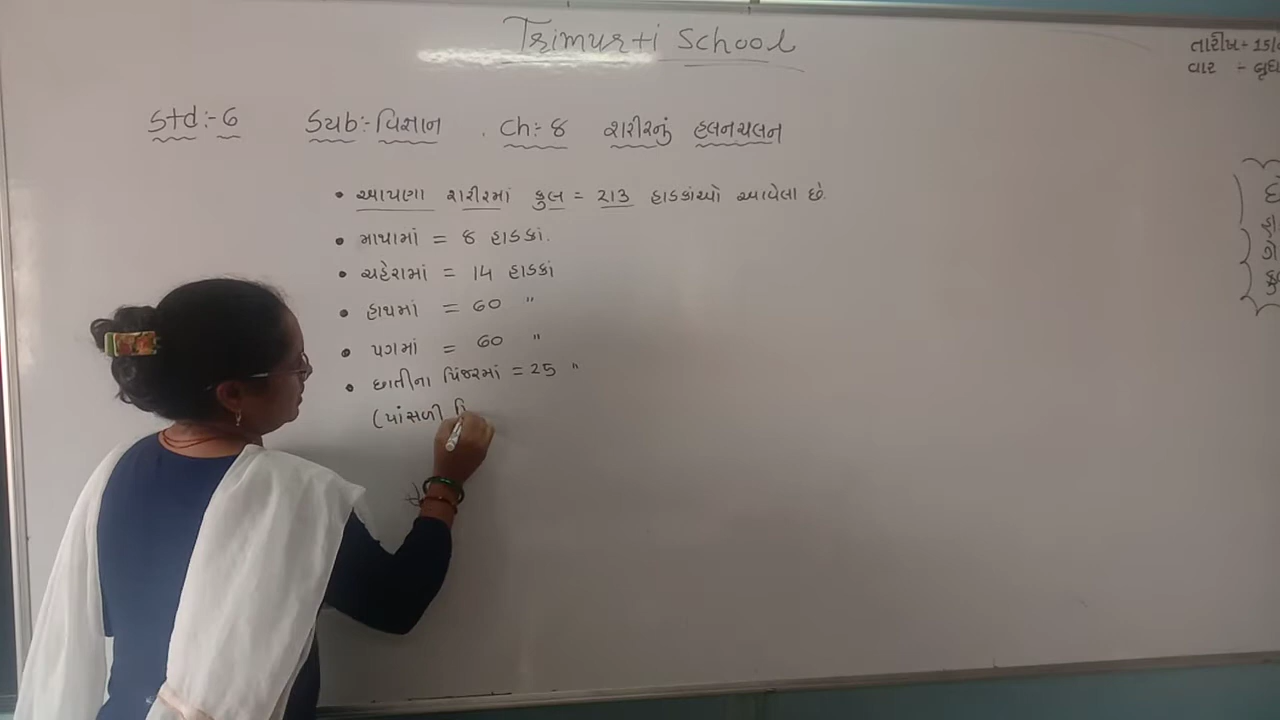 Trimurti School
તારીખ ÷ 15/
વાર ÷ બુધ
Std:- 6 Sub:- વિજ્ઞાન . Ch:- 8 શરીરનું હલનચલન
• આપણા શરીરમાં કુલ = 213 હાડકાંઓ આવેલા છે.
• માથામાં = 8 હાડકાં.
• ચહેરામાં = 14 હાડકાં
• હાથમાં = 60 "
• પગમાં = 60 "
• છાતીના પિંજરમાં = 25 "
(પાંસળી